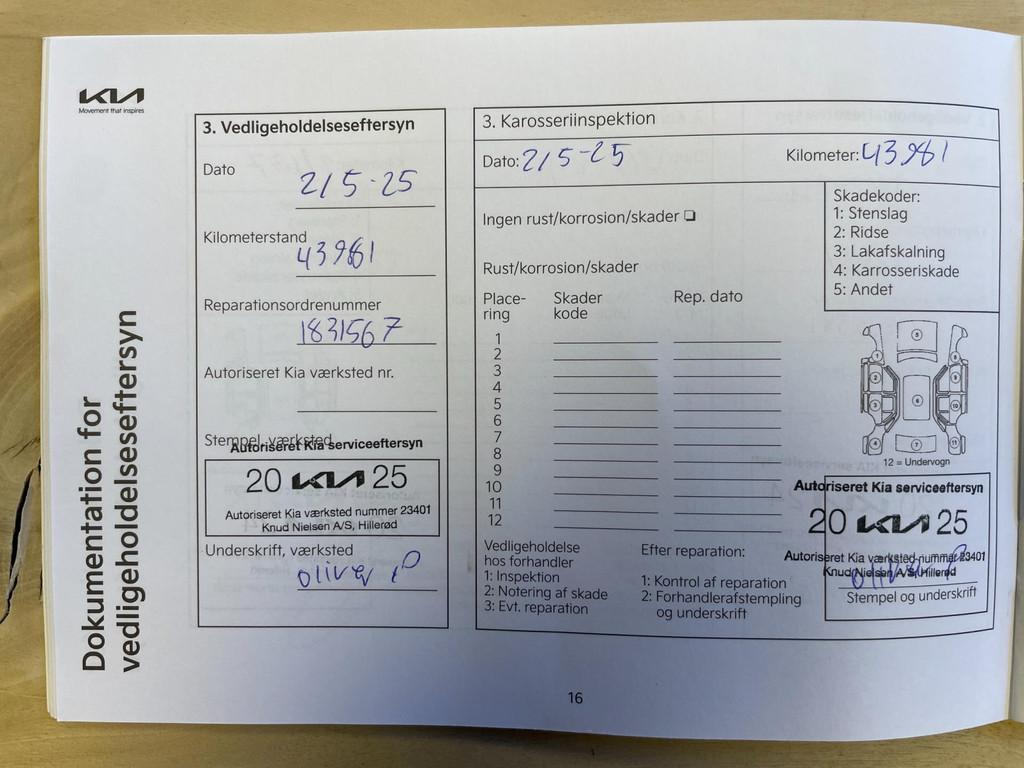 KIA
Movement that inspires
Dokumentation for
vedligeholdelseseftersyn
3. Vedligeholdelseseftersyn
Dato
2/5-25
Kilometerstand
43981
Reparationsordrenummer
1831567
Autoriseret Kia værksted nr.
Stempel, værksted
Autoriseret Kia serviceeftersyn
20 KIA 25
Autoriseret Kia værksted nummer 23401
Knud Nielsen A/S, Hillerød
Underskrift, værksted
Oliver P
3. Karosseriinspektion
Dato: 2/5-25
Kilometer: 43981
Ingen rust/korrosion/skader
Rust/korrosion/skader
Skadekoder:
1: Stenslag
2: Ridse
3: Lakafskalning
4: Karrosseriskade
5: Andet
Place-
ring
Skader
kode
Rep. dato
1
2
3
4
5
6
7
8
9
10
11
12
12 = Undervogn
Vedligeholdelse
hos forhandler
1: Inspektion
2: Notering af skade
3: Evt. reparation
Efter reparation:
1: Kontrol af reparation
2: Forhandlerafstempling
og underskrift
Autoriseret Kia serviceeftersyn
20 KIA 25
Autoriseret Kia værksted nummer 23401
Knud Nielsen A/S, Hillerød
Oliver P
Stempel og underskrift
16